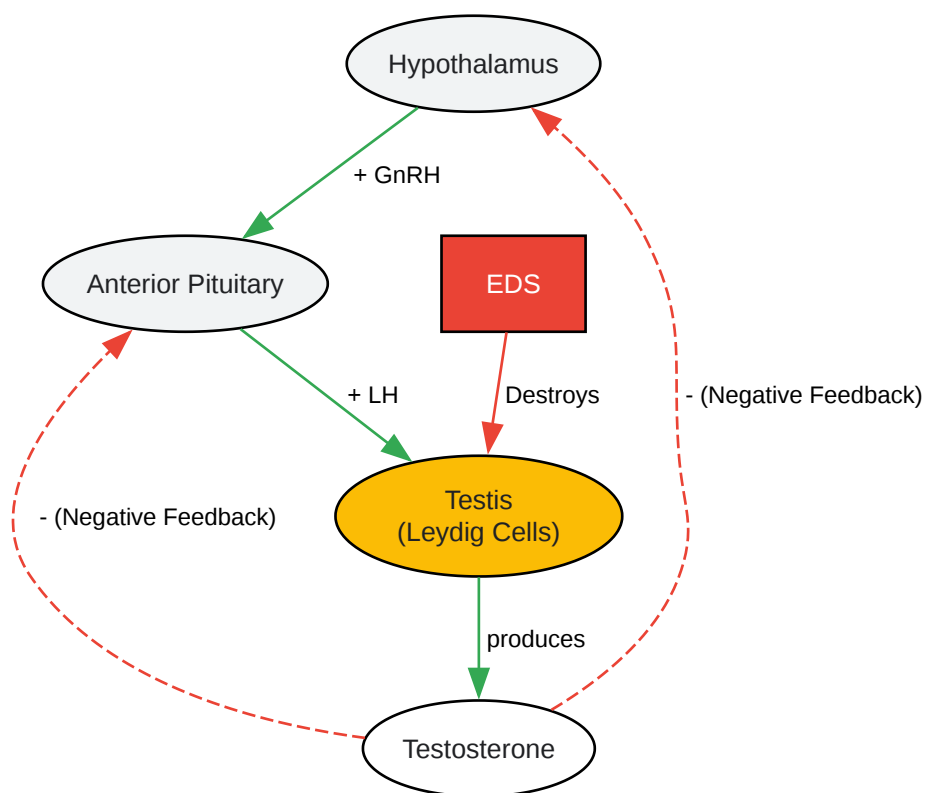 Hypothalamus
+ GnRH
Anterior Pituitary
EDS
+ LH
Destroys
- (Negative Feedback)
Testis
(Leydig Cells)
- (Negative Feedback)
produces
Testosterone